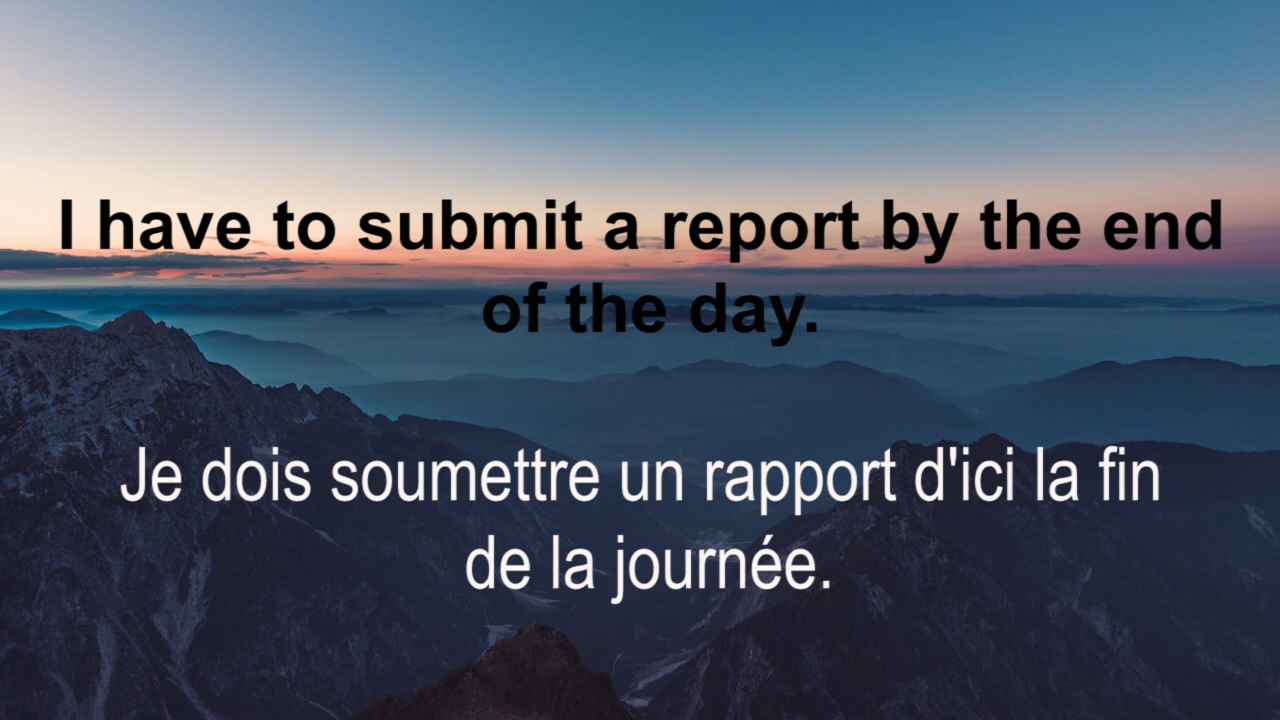 I have to submit a report by the end
of the day.
Je dois soumettre un rapport d'ici la fin
de la journée.